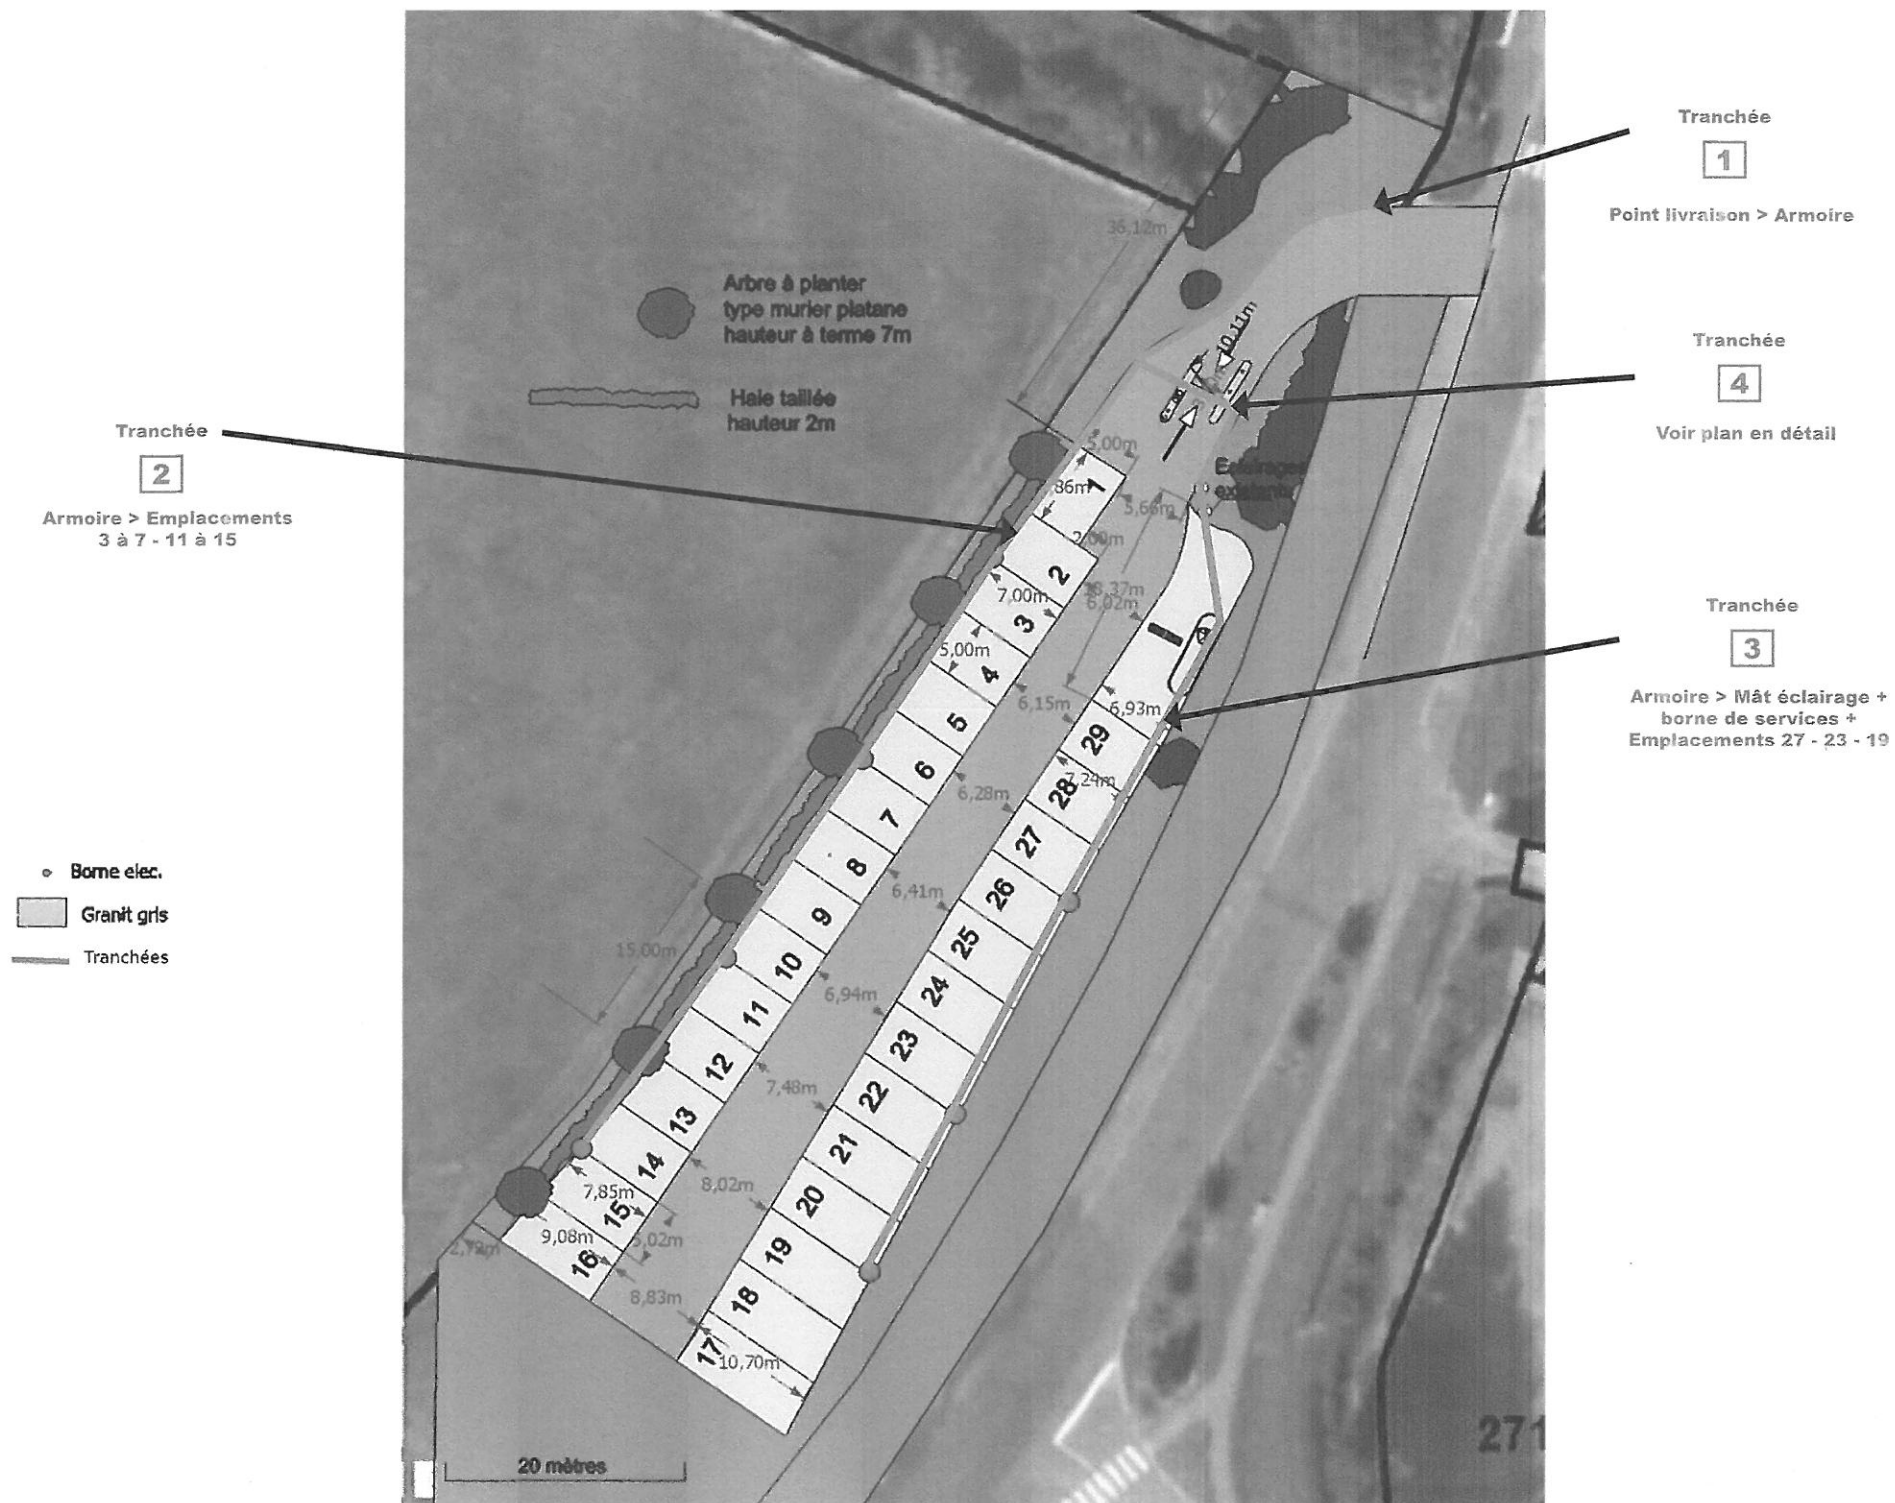 Tranchée
1
Point livraison > Armoire
36,12m
Arbre à planter
type murier platane
hauteur à terme 7m
10,11m
Tranchée
4
Voir plan en détail
Haie taillée
hauteur 2m
Tranchée
2
Armoire > Emplacements
3 à 7 - 11 à 15
5,00m
Eclairages
existants
1
,86m
5,66m
2,00m
2
7,00m
6,02m
3
5,00m
4
6,15m
Tranchée
3
Armoire > Mât éclairage +
borne de services +
Emplacements 27 - 23 - 19
6,93m
5
29
6
7,24m
28
6,28m
7
27
8
6,41m
26
9
25
15,00m
10
6,94m
24
11
23
12
7,48m
22
13
21
14
8,02m
20
7,85m
15
5,02m
19
9,08m
16
2,72m
8,83m
18
17
10,70m
Borne elec.
Granit gris
Tranchées
20 mètres
271